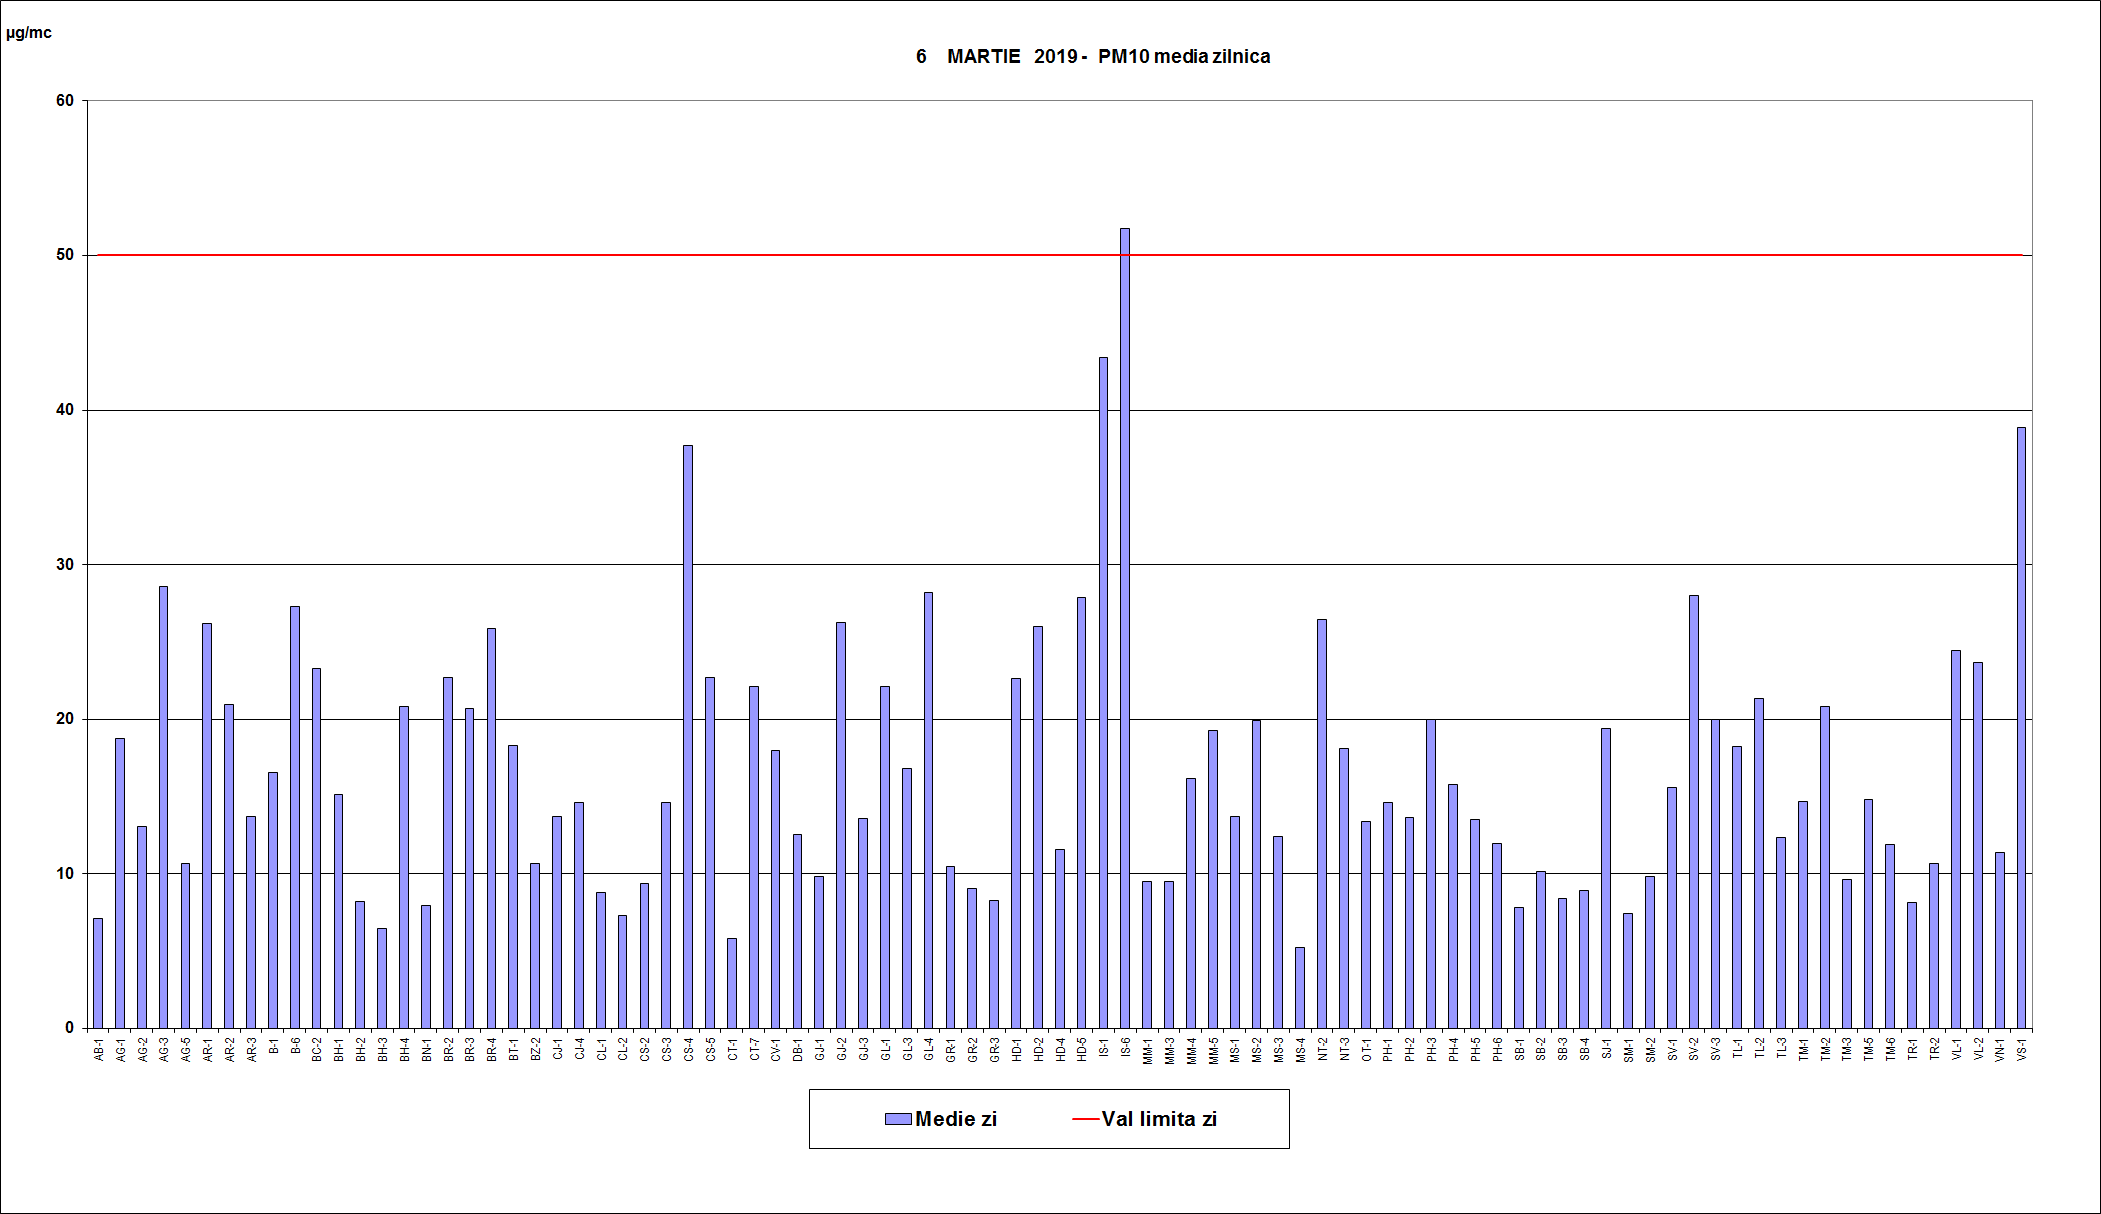 µg/mc
6 MARTIE 2019 - PM10 media zilnica
60
50
40
30
20
10
0
AB-1 AG-1 AG-2 AG-3 AG-5 AR-1 AR-2 AR-3 B-1 B-6 BC-2 BH-1 BH-2 BH-3 BH-4 BN-1 BR-2 BR-3 BR-4 BT-1 BZ-2 CJ-1 CJ-4 CL-1 CL-2 CS-2 CS-3 CS-4 CS-5 CT-1 CT-7 CV-1 DB-1 GJ-1 GJ-2 GJ-3 GL-1 GL-3 GL-4 GR-1 GR-2 GR-3 HD-1 HD-2 HD-4 HD-5 IS-1 IS-6 MM-1 MM-3 MM-4 MM-5 MS-1 MS-2 MS-3 MS-4 NT-2 NT-3 OT-1 PH-1 PH-2 PH-3 PH-4 PH-5 PH-6 SB-1 SB-2 SB-3 SB-4 SJ-1 SM-1 SM-2 SV-1 SV-2 SV-3 TL-1 TL-2 TL-3 TM-1 TM-2 TM-3 TM-5 TM-6 TR-1 TR-2 VL-1 VL-2 VN-1 VS-1
Medie zi Val limita zi